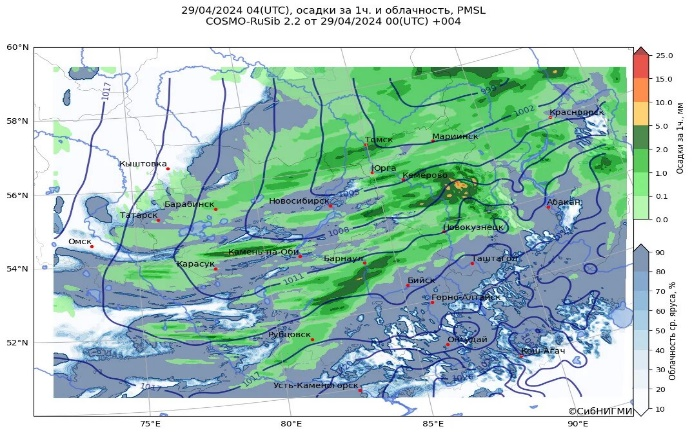 29/04/2024 04(UTC), осадки за 1ч. и облачность, PMSL
COSMO-RuSib 2.2 от 29/04/2024 00(UTC) +004
60°N
58°N
56°N
54°N
52°N
75°E
80°E
85°E
90°E
1017
995
1002
Красноярск
Томск
Мариинск
Кыштовка
Юрга
Кемерово
1005
Барабинск
Новосибирск
Абакан
Татарск
Новокузнецк
1008
Омск
Камень-на-Оби
Барнаул
Таштагол
Карасук
1011
Бийск
Горно-Алтайск
Рубцовск
Онгудай
Кош-Агач
1017
1017
Усть-Каменогорск
©СибНИГМИ
25.0
15.0
10.0
5.0
2.0
1.0
0.1
0.0
Осадки за 1ч., мм
90
80
70
60
50
40
30
20
10
Облачность ср. яруса, %